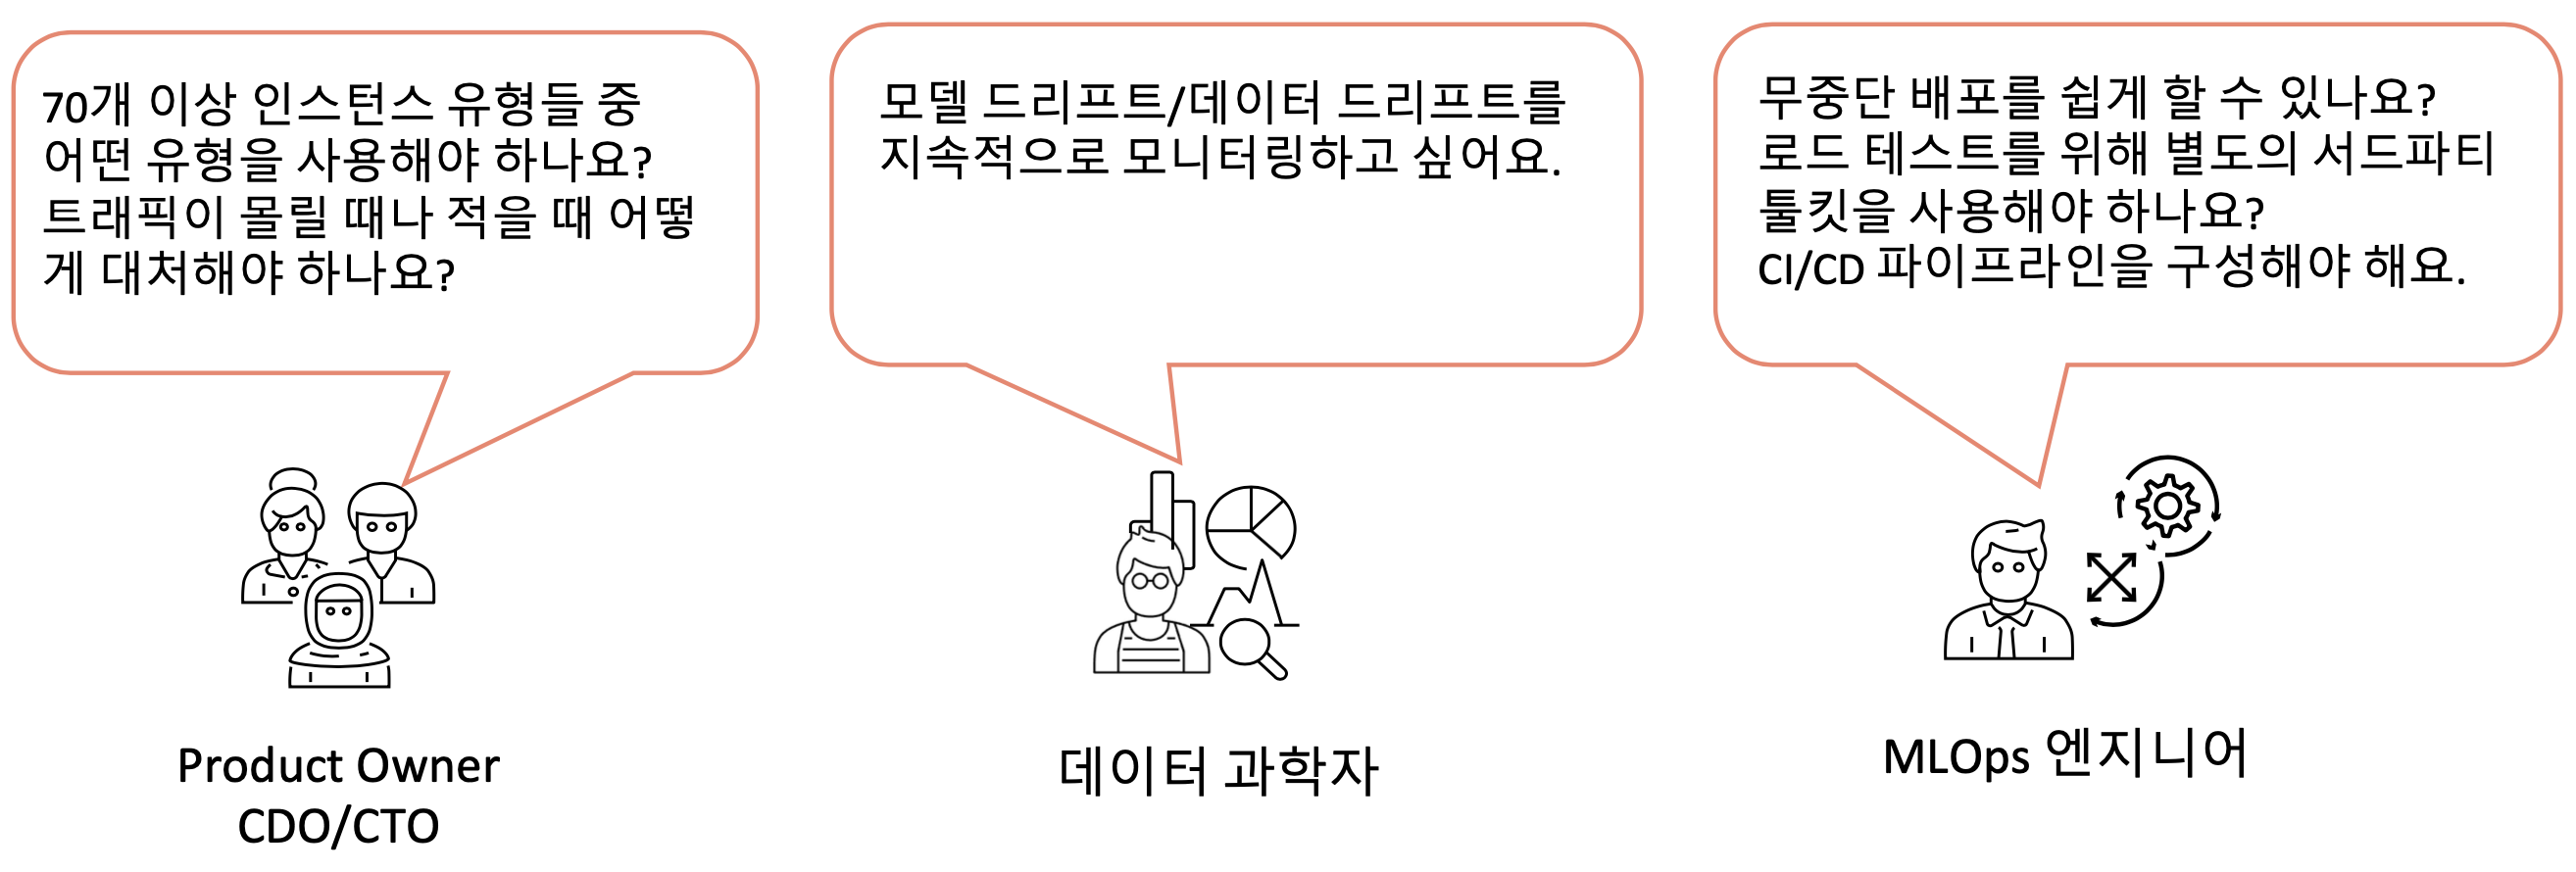 70개 이상 인스턴스 유형들 중
어떤 유형을 사용해야 하나요?
트래픽이 몰릴 때나 적을 때 어떻
게 대처해야 하나요?
Product Owner
CDO/CTO
모델 드리프트/데이터 드리프트를
지속적으로 모니터링하고 싶어요.
데이터 과학자
무중단 배포를 쉽게 할 수 있나요?
로드 테스트를 위해 별도의 서드파티
툴킷을 사용해야 하나요?
CI/CD 파이프라인을 구성해야 해요.
MLOps 엔지니어